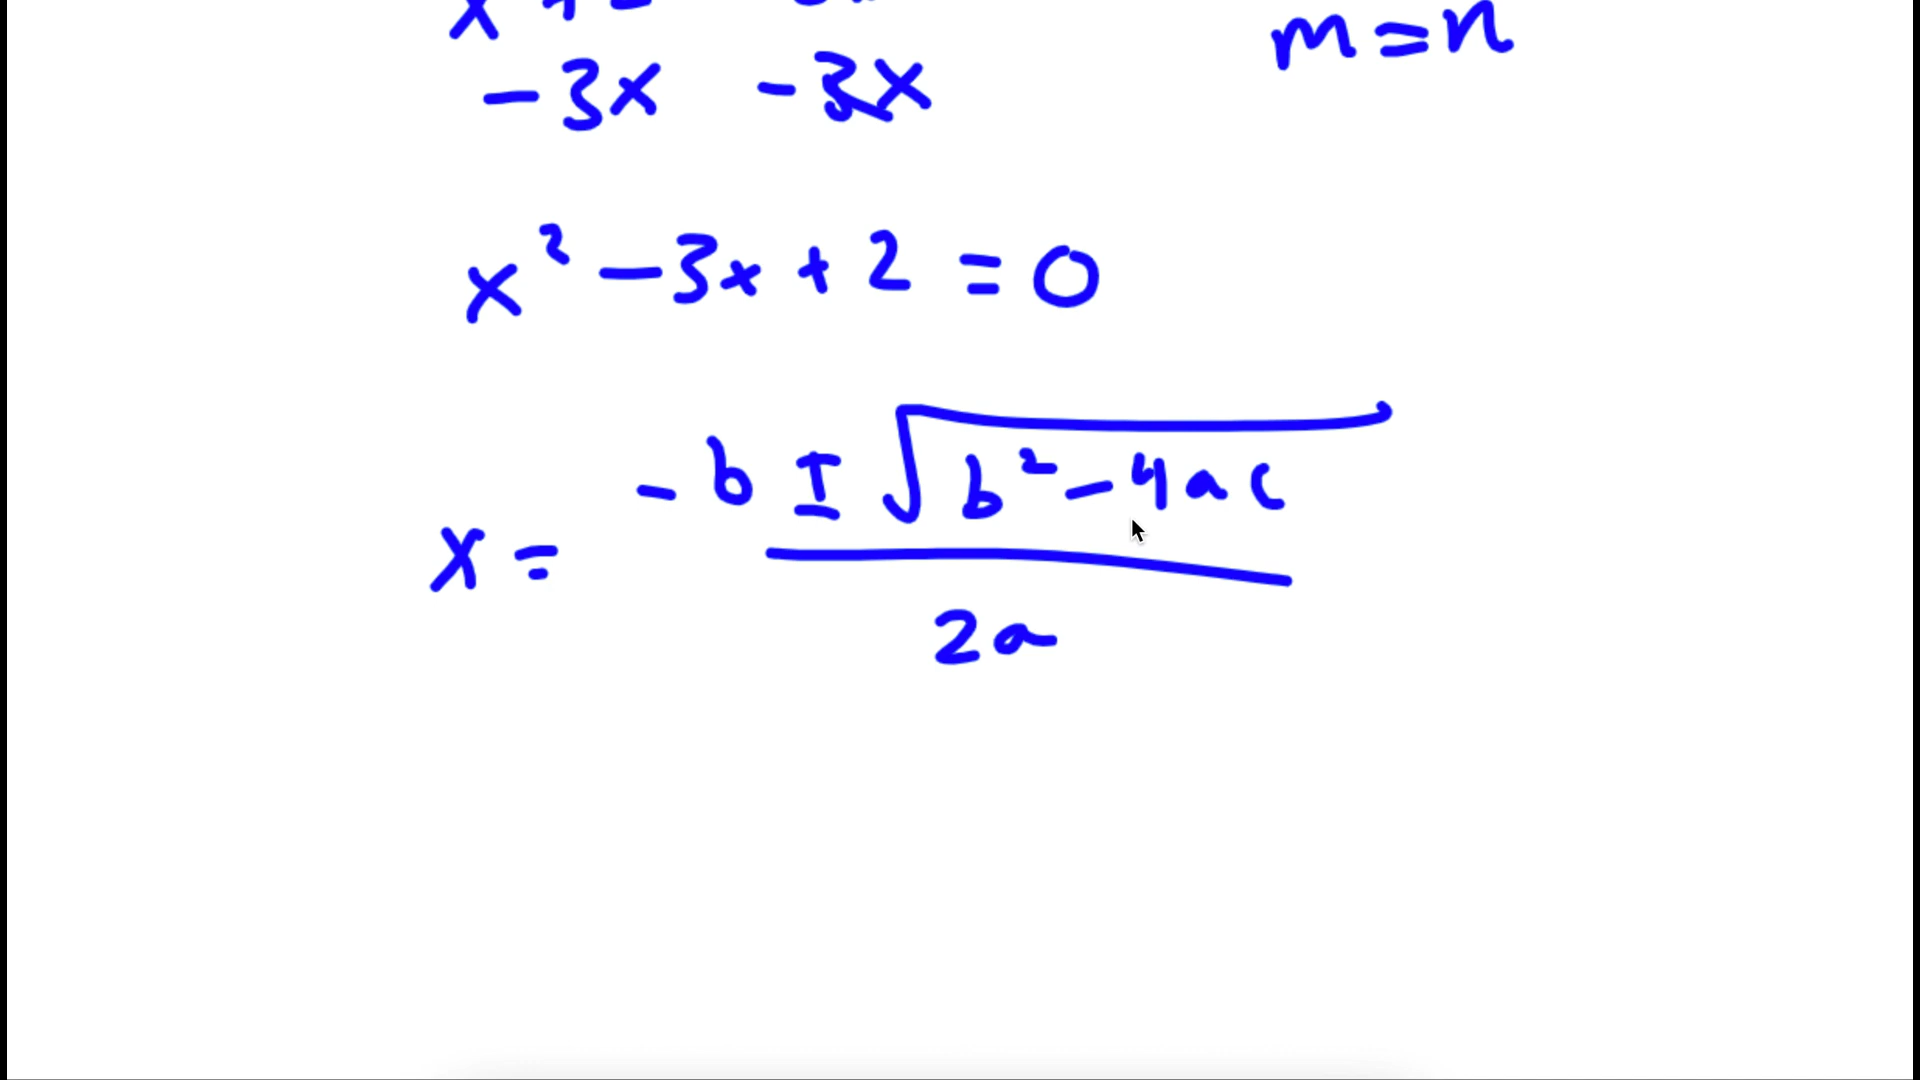 m = n
- 3x - 3x
x² - 3x + 2 = 0
x = (-b ± √(b² - 4ac)) / 2a